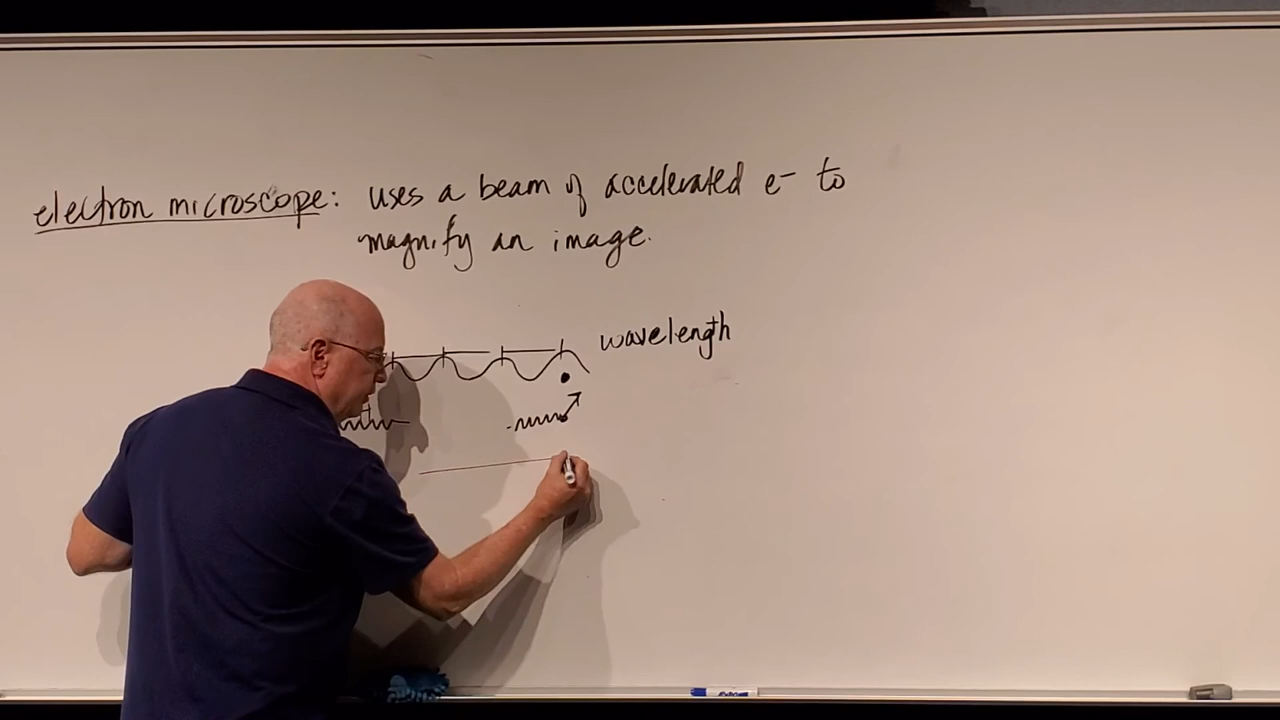 electron microscope: uses a beam of accelerated e- to
magnify an image.
wavelength